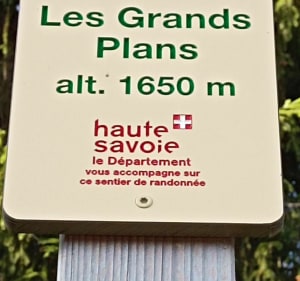 Les Grands
Plans
alt. 1650 m
haute
savoie
le Département
vous accompagne sur
ce sentier de randonnée